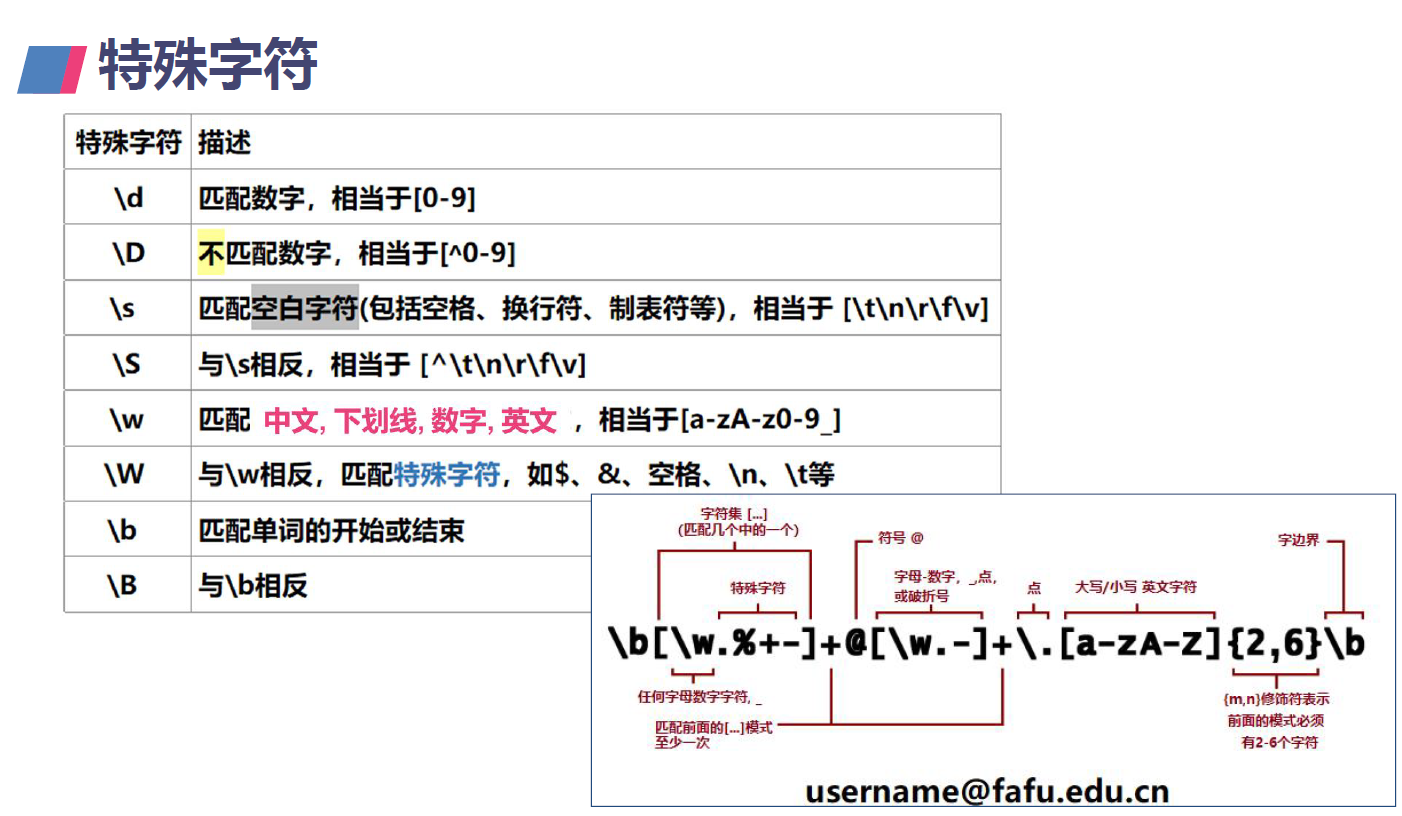 特殊字符
特殊字符 描述
\d 匹配数字，相当于[0-9]
\D 不匹配数字，相当于[^0-9]
\s 匹配空白字符(包括空格、换行符、制表符等)，相当于 [\t\n\r\f\v]
\S 与\s相反，相当于 [^\t\n\r\f\v]
\w 匹配 中文, 下划线, 数字, 英文 ，相当于[a-zA-z0-9_]
\W 与\w相反，匹配特殊字符，如$、&、空格、\n、\t等
\b 匹配单词的开始或结束
\B 与\b相反
字符集 [...]
(匹配几个中的一个)
符号 @
字边界
特殊字符
字母-数字，_,点,
或破折号
点
大写/小写 英文字符
\b[\w.%+-]+@[\w.-]+\.[a-zA-Z]{2,6}\b
任何字母数字字符, _
匹配前面的[...]模式
至少一次
{m,n}修饰符表示
前面的模式必须
有2-6个字符
username@fafu.edu.cn